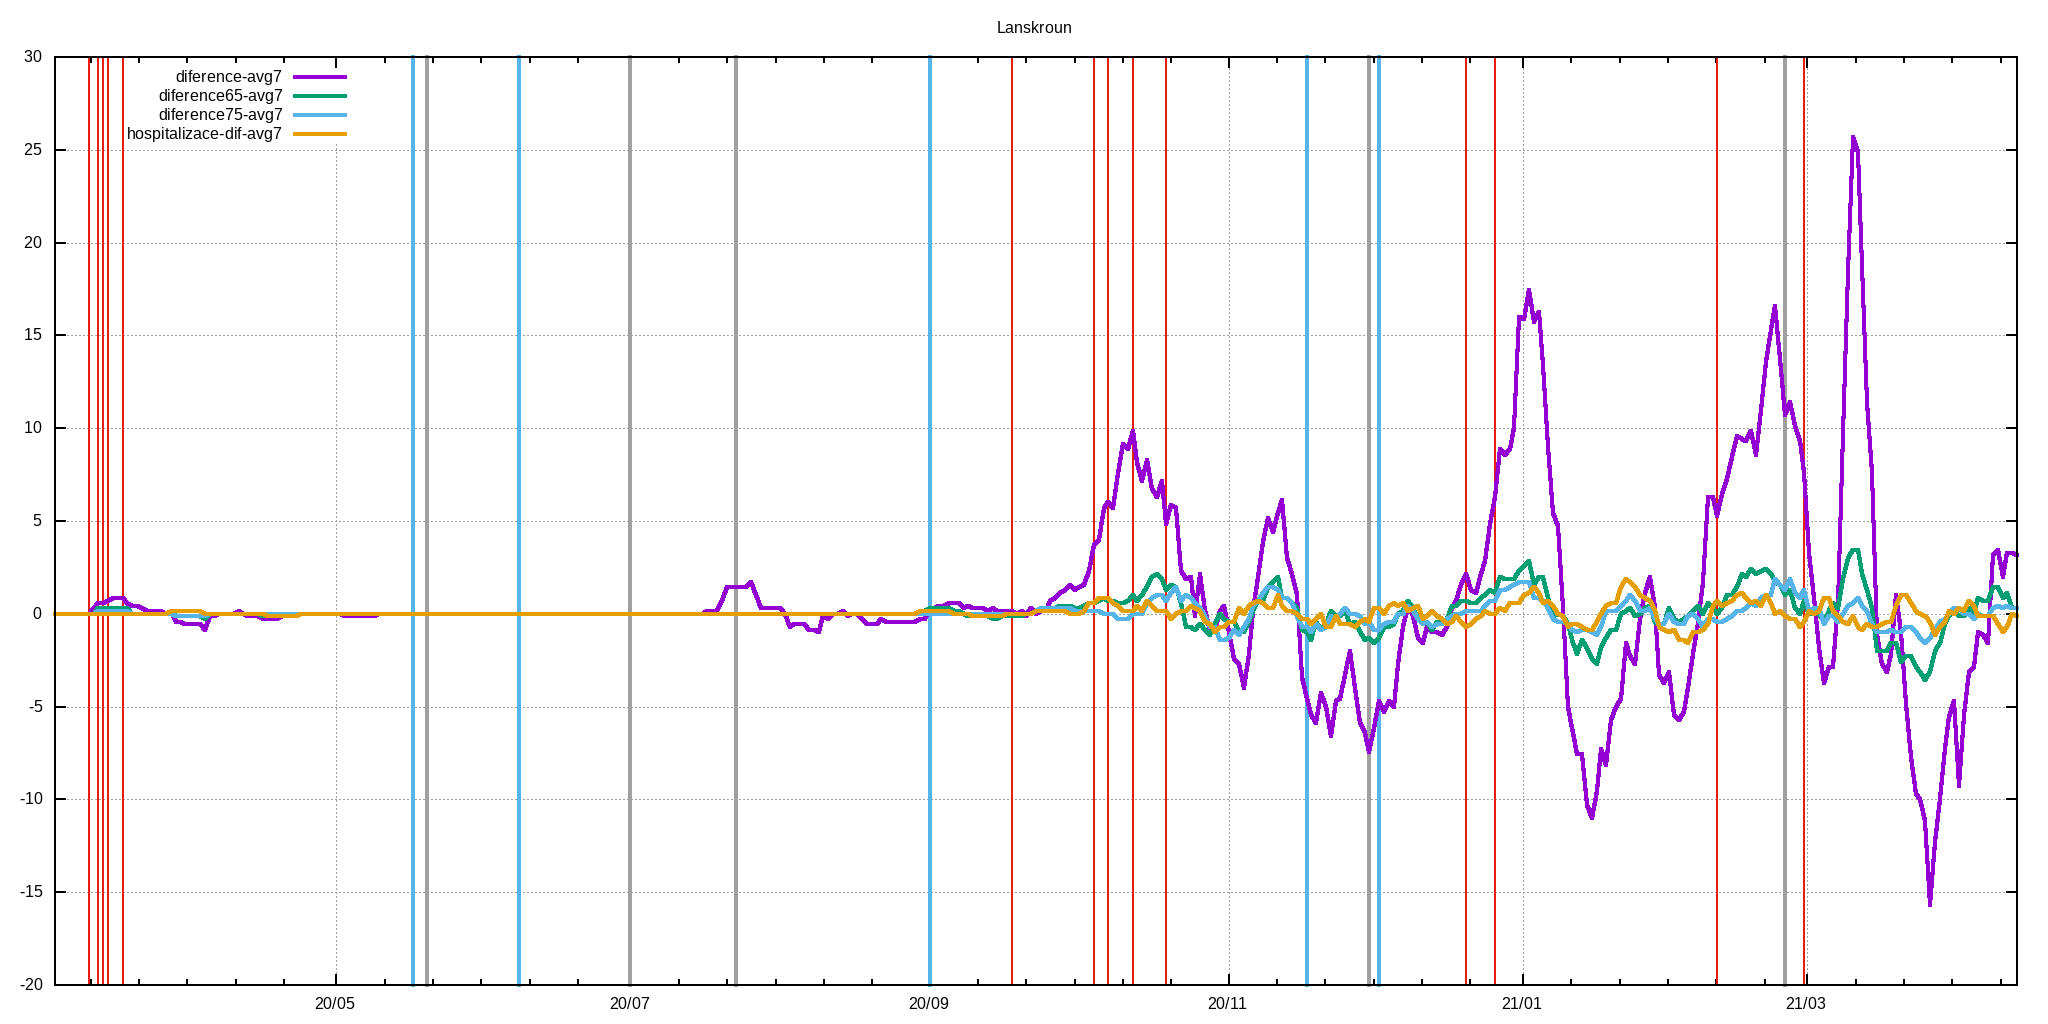 Lanskroun
diference-avg7
diference65-avg7
diference75-avg7
hospitalizace-dif-avg7
30
25
20
15
10
5
0
-5
-10
-15
-20
20/05 20/07 20/09 20/11 21/01 21/03